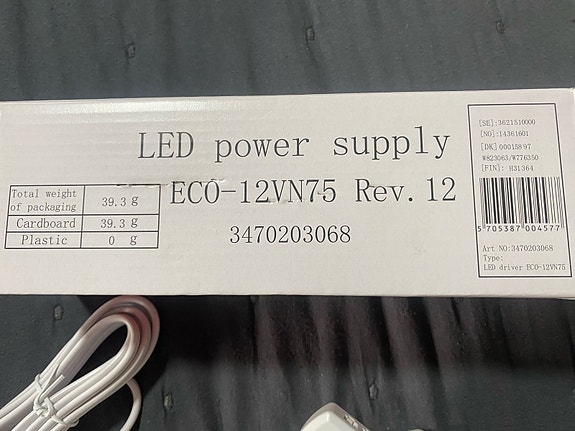 LED power supply
ECO-12VN75 Rev.12
3470203068
Total weight of packaging 39.3 g
Cardboard 39.3 g
Plastic 0 g
[SE]:3621510000
[NO]:14361601
[DK]00015897
W823063/W776350
[FIN]: H31364
5 705387 004577
Art NO:3470203068
Type:
LED driver ECO-12VN75